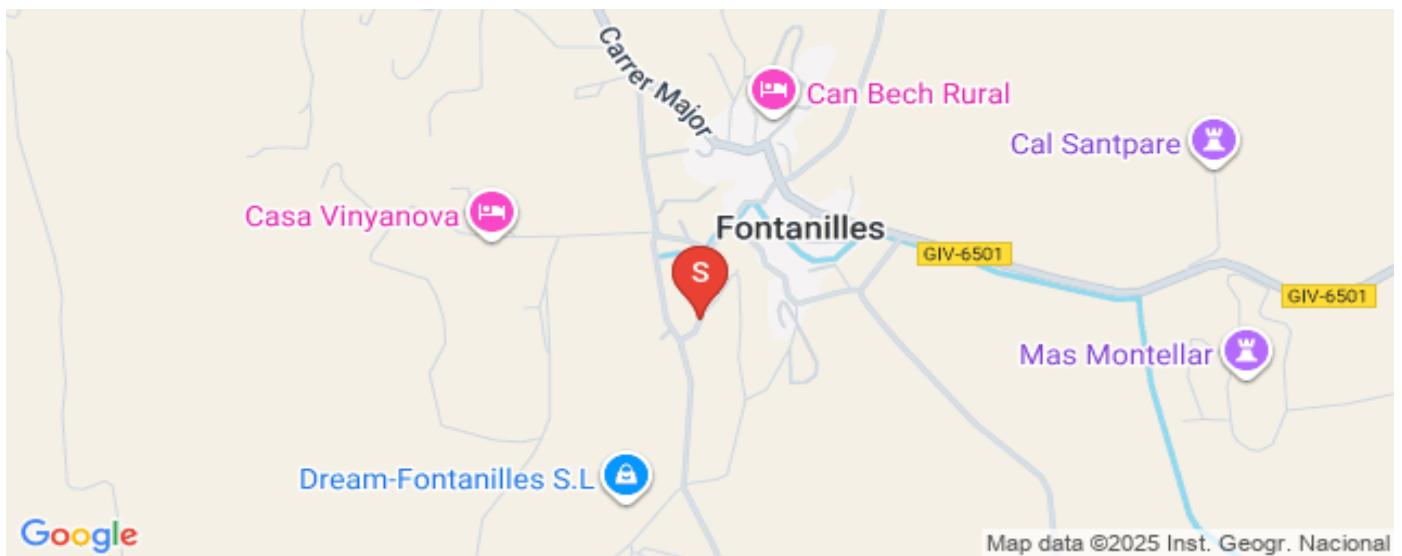 Carrer Major
Can Bech Rural
Cal Santpare
Casa Vinyanova
Fontanilles
GIV-6501
S
GIV-6501
Mas Montellar
Dream-Fontanilles S.L
Google
Map data ©2025 Inst. Geogr. Nacional